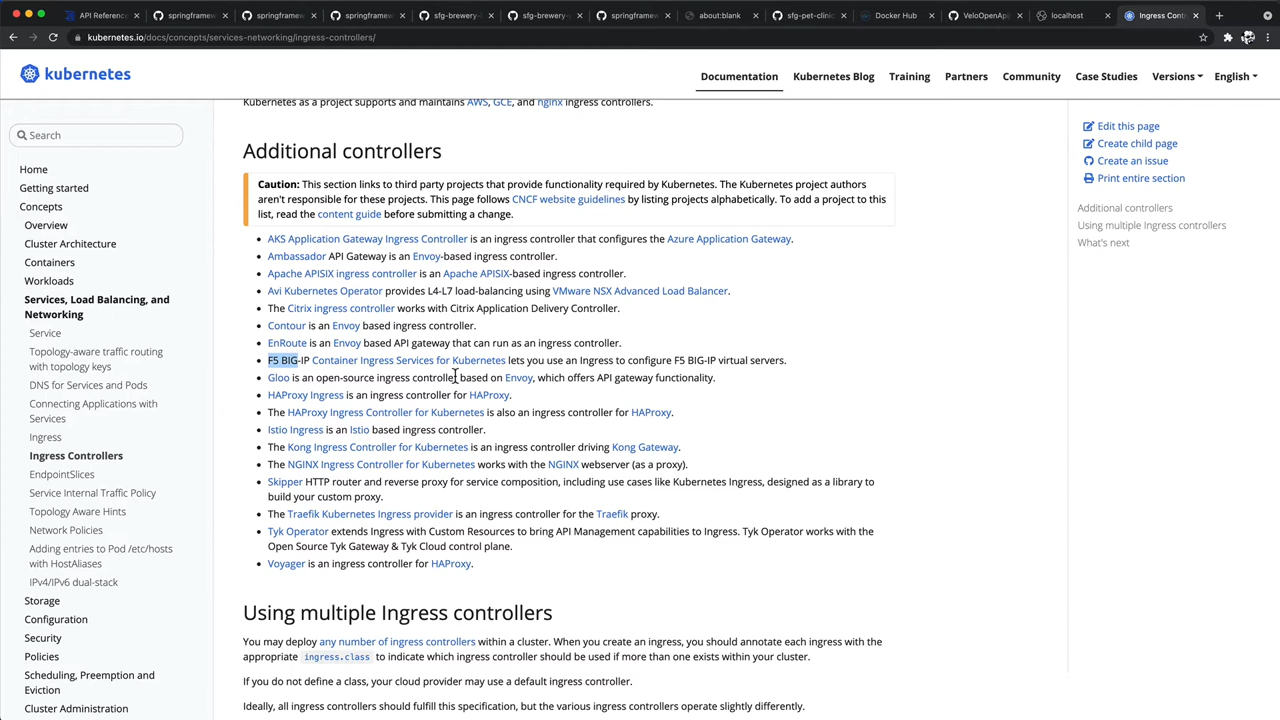 API Reference
springframew
springframew
springframew
sfg-brewery-
sfg-brewery-
springframew
about:blank
sfg-pet-clinic
Docker Hub
VeloOpenApi
localhost
Ingress Contr
kubernetes.io/docs/concepts/services-networking/ingress-controllers/
kubernetes
Documentation
Kubernetes Blog
Training
Partners
Community
Case Studies
Versions
English
Search
Home
Getting started
Concepts
Overview
Cluster Architecture
Containers
Workloads
Services, Load Balancing, and
Networking
Service
Topology-aware traffic routing
with topology keys
DNS for Services and Pods
Connecting Applications with
Services
Ingress
Ingress Controllers
EndpointSlices
Service Internal Traffic Policy
Topology Aware Hints
Network Policies
Adding entries to Pod /etc/hosts
with HostAliases
IPv4/IPv6 dual-stack
Storage
Configuration
Security
Policies
Scheduling, Preemption and
Eviction
Cluster Administration
Kubernetes as a project supports and maintains AWS, GCE, and nginx ingress controllers.
Additional controllers
Caution: This section links to third party projects that provide functionality required by Kubernetes. The Kubernetes project authors
aren't responsible for these projects. This page follows CNCF website guidelines by listing projects alphabetically. To add a project to this
list, read the content guide before submitting a change.
AKS Application Gateway Ingress Controller is an ingress controller that configures the Azure Application Gateway.
Ambassador API Gateway is an Envoy-based ingress controller.
Apache APISIX ingress controller is an Apache APISIX-based ingress controller.
Avi Kubernetes Operator provides L4-L7 load-balancing using VMware NSX Advanced Load Balancer.
The Citrix ingress controller works with Citrix Application Delivery Controller.
Contour is an Envoy based ingress controller.
EnRoute is an Envoy based API gateway that can run as an ingress controller.
F5 BIG-IP Container Ingress Services for Kubernetes lets you use an Ingress to configure F5 BIG-IP virtual servers.
Gloo is an open-source ingress controller based on Envoy, which offers API gateway functionality.
HAProxy Ingress is an ingress controller for HAProxy.
The HAProxy Ingress Controller for Kubernetes is also an ingress controller for HAProxy.
Istio Ingress is an Istio based ingress controller.
The Kong Ingress Controller for Kubernetes is an ingress controller driving Kong Gateway.
The NGINX Ingress Controller for Kubernetes works with the NGINX webserver (as a proxy).
Skipper HTTP router and reverse proxy for service composition, including use cases like Kubernetes Ingress, designed as a library to
build your custom proxy.
The Traefik Kubernetes Ingress provider is an ingress controller for the Traefik proxy.
Tyk Operator extends Ingress with Custom Resources to bring API Management capabilities to Ingress. Tyk Operator works with the
Open Source Tyk Gateway & Tyk Cloud control plane.
Voyager is an ingress controller for HAProxy.
Using multiple Ingress controllers
You may deploy any number of ingress controllers within a cluster. When you create an ingress, you should annotate each ingress with the
appropriate ingress.class to indicate which ingress controller should be used if more than one exists within your cluster.
If you do not define a class, your cloud provider may use a default ingress controller.
Ideally, all ingress controllers should fulfill this specification, but the various ingress controllers operate slightly differently.
Edit this page
Create child page
Create an issue
Print entire section
Additional controllers
Using multiple Ingress controllers
What's next